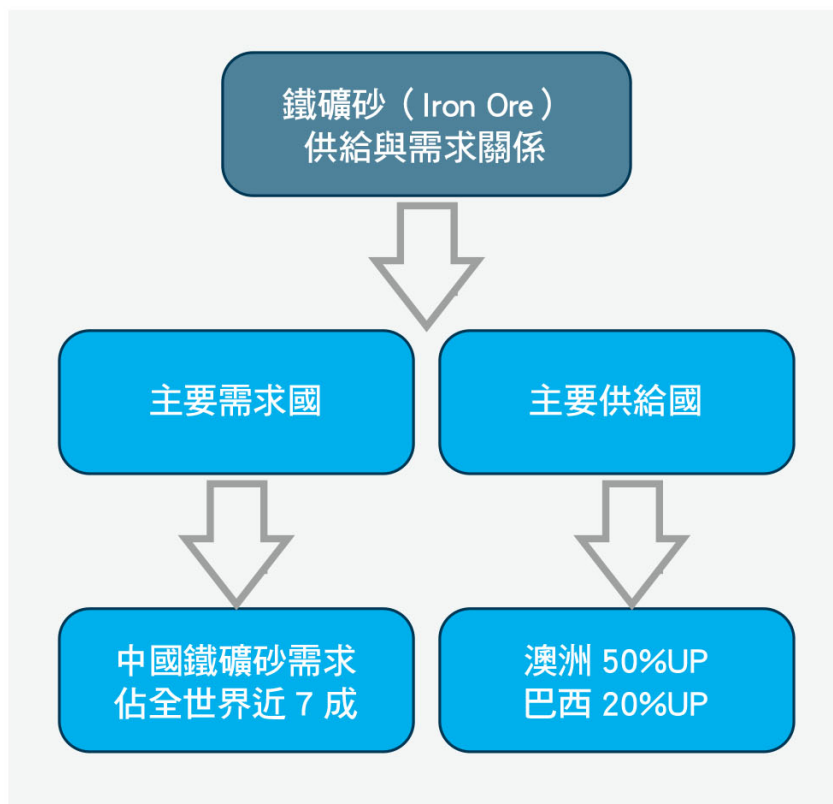 鐵礦砂（Iron Ore）
供給與需求關係
主要需求國
主要供給國
中國鐵礦砂需求
佔全世界近 7 成
澳洲 50%UP
巴西 20%UP